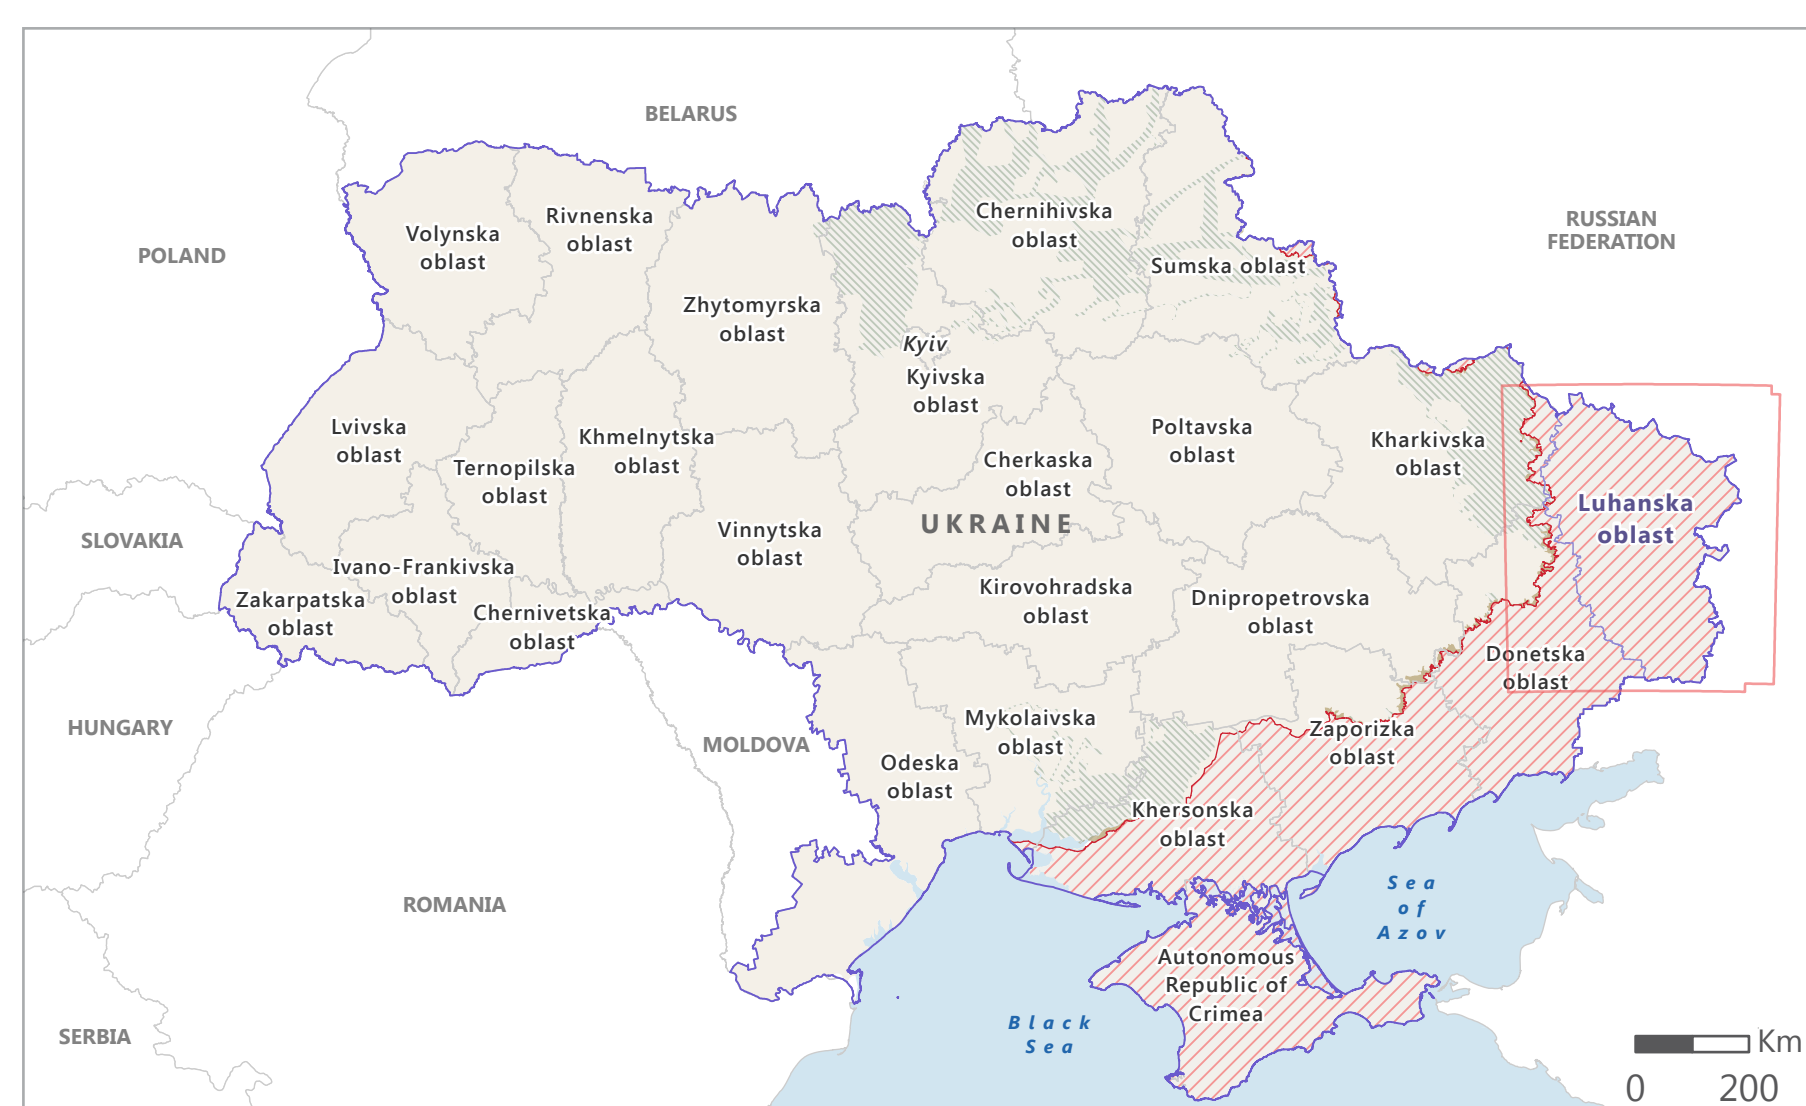 BELARUS
RUSSIAN
FEDERATION
POLAND
Volynska
oblast
Rivnenska
oblast
Chernihivska
oblast
Sumska oblast
Zhytomyrska
oblast
Kyiv
Kyivska
oblast
Lvivska
oblast
Ternopilska
oblast
Khmelnytska
oblast
Cherkaska
oblast
Poltavska
oblast
Kharkivska
oblast
Luhanska
oblast
UKRAINE
Vinnytska
oblast
SLOVAKIA
Ivano-Frankivska
oblast
Zakarpatska
oblast
Chernivetska
oblast
Kirovohradska
oblast
Dnipropetrovska
oblast
Donetska
oblast
HUNGARY
MOLDOVA
Mykolaivska
oblast
Odeska
oblast
Zaporizka
oblast
Khersonska
oblast
ROMANIA
Sea
of
Azov
Autonomous
Republic of
Crimea
Black
Sea
SERBIA
Km
0 200